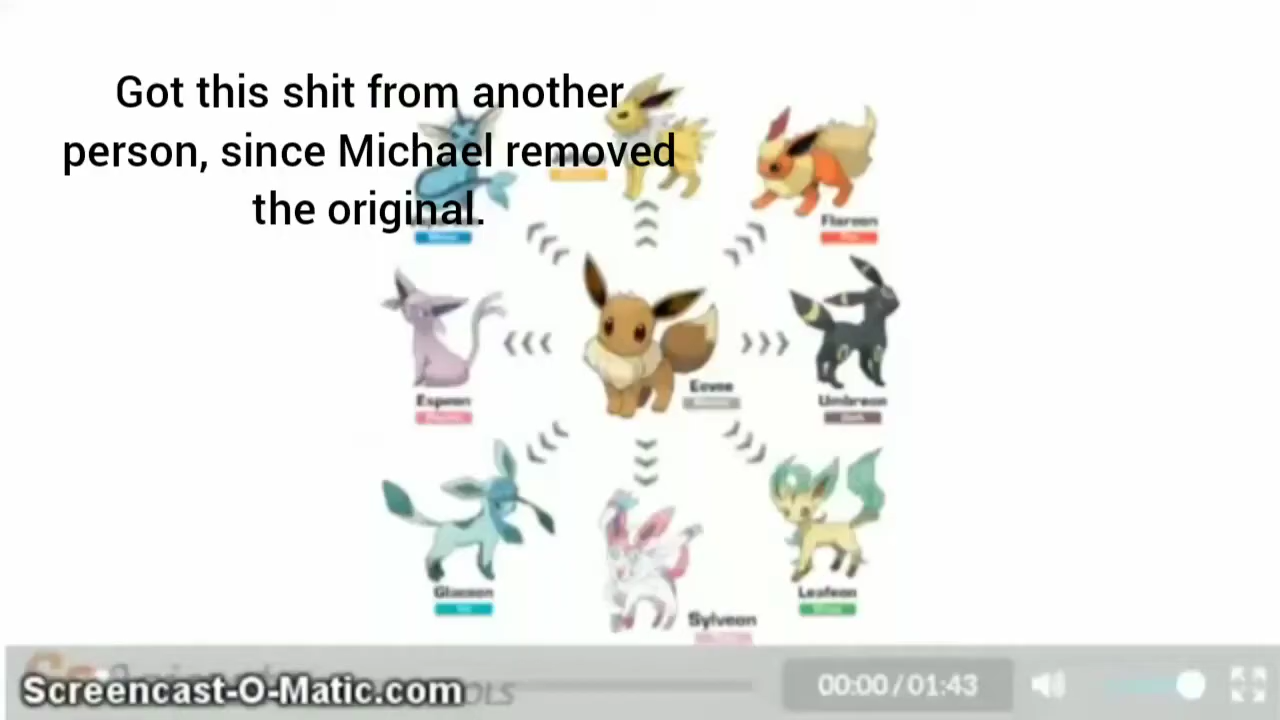 Got this shit from another
person, since Michael removed
the original.
Flareon
Eevee
Espeon
Umbreon
Glaceon
Leafeon
Sylveon
Screencast-O-Matic.com
00:00 / 01:43